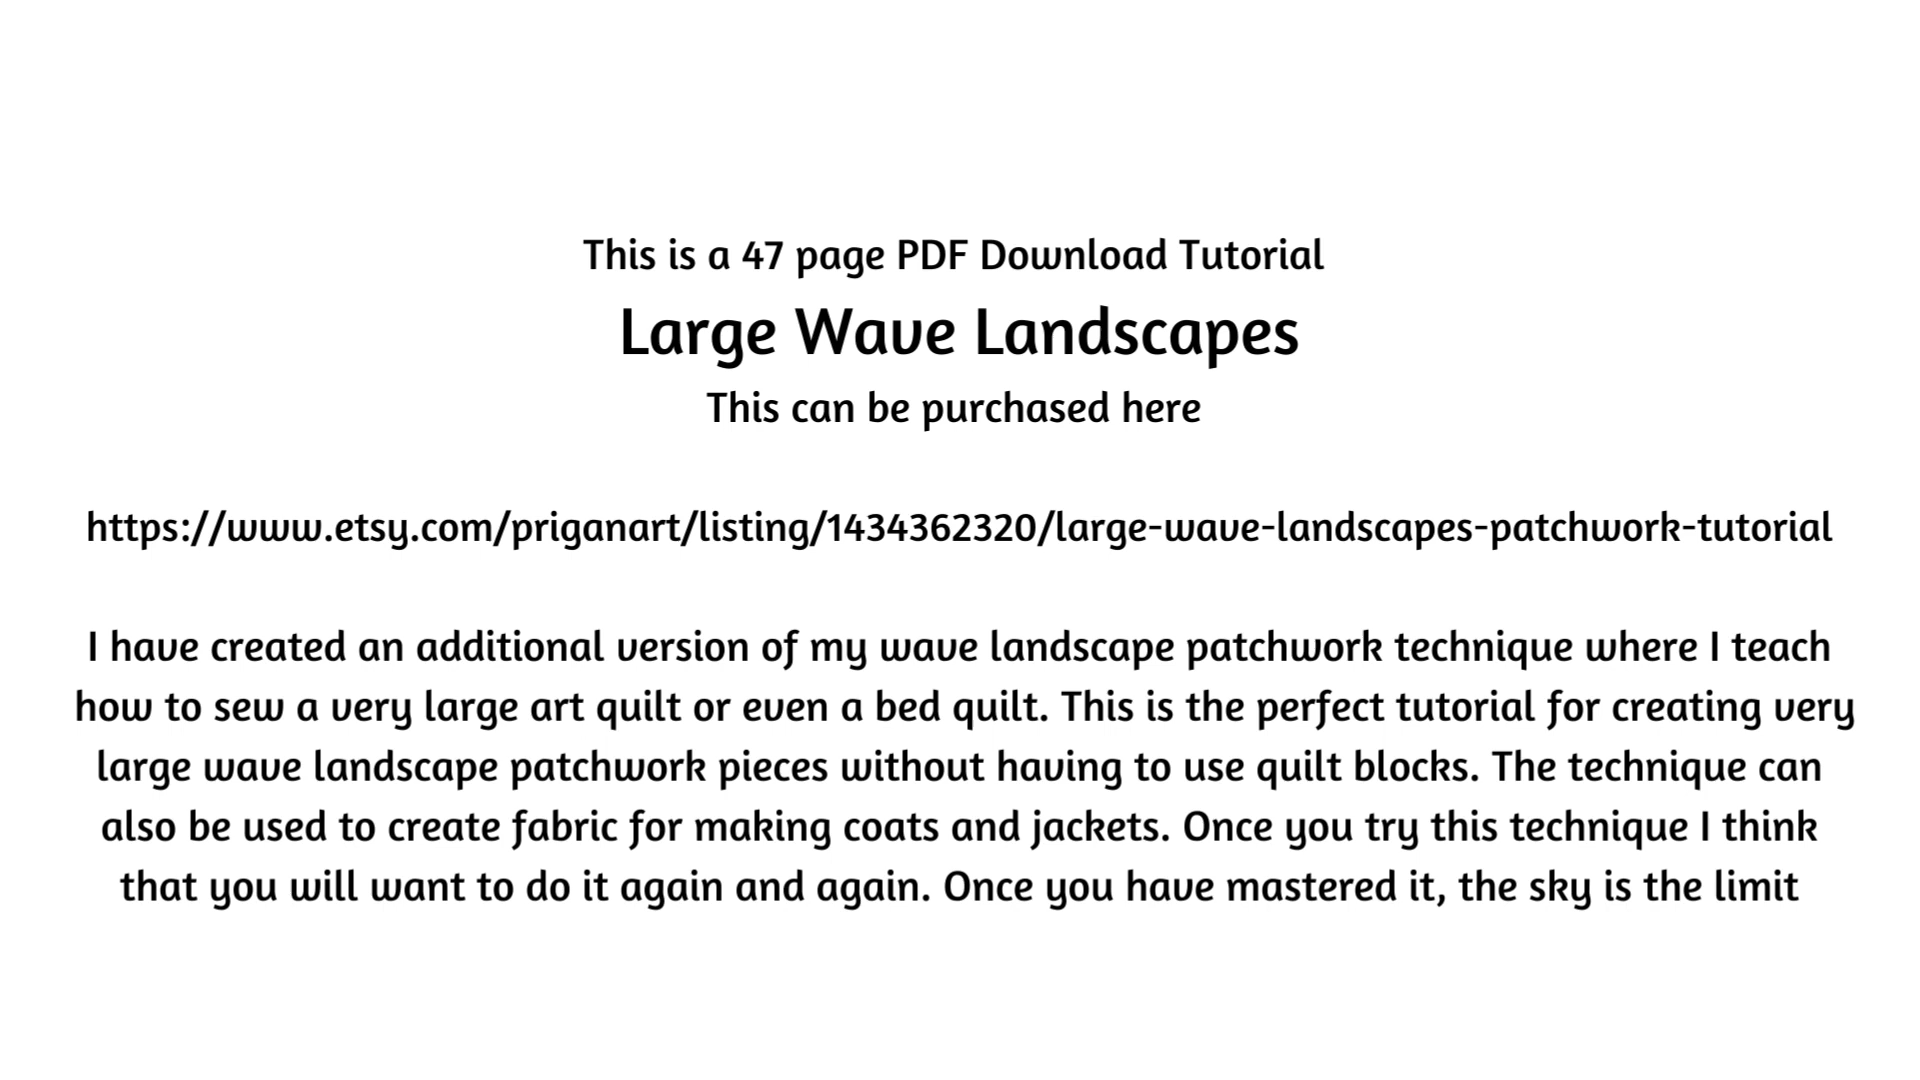 This is a 47 page PDF Download Tutorial
Large Wave Landscapes
This can be purchased here
https://www.etsy.com/priganart/listing/1434362320/large-wave-landscapes-patchwork-tutorial
I have created an additional version of my wave landscape patchwork technique where I teach
how to sew a very large art quilt or even a bed quilt. This is the perfect tutorial for creating very
large wave landscape patchwork pieces without having to use quilt blocks. The technique can
also be used to create fabric for making coats and jackets. Once you try this technique I think
that you will want to do it again and again. Once you have mastered it, the sky is the limit